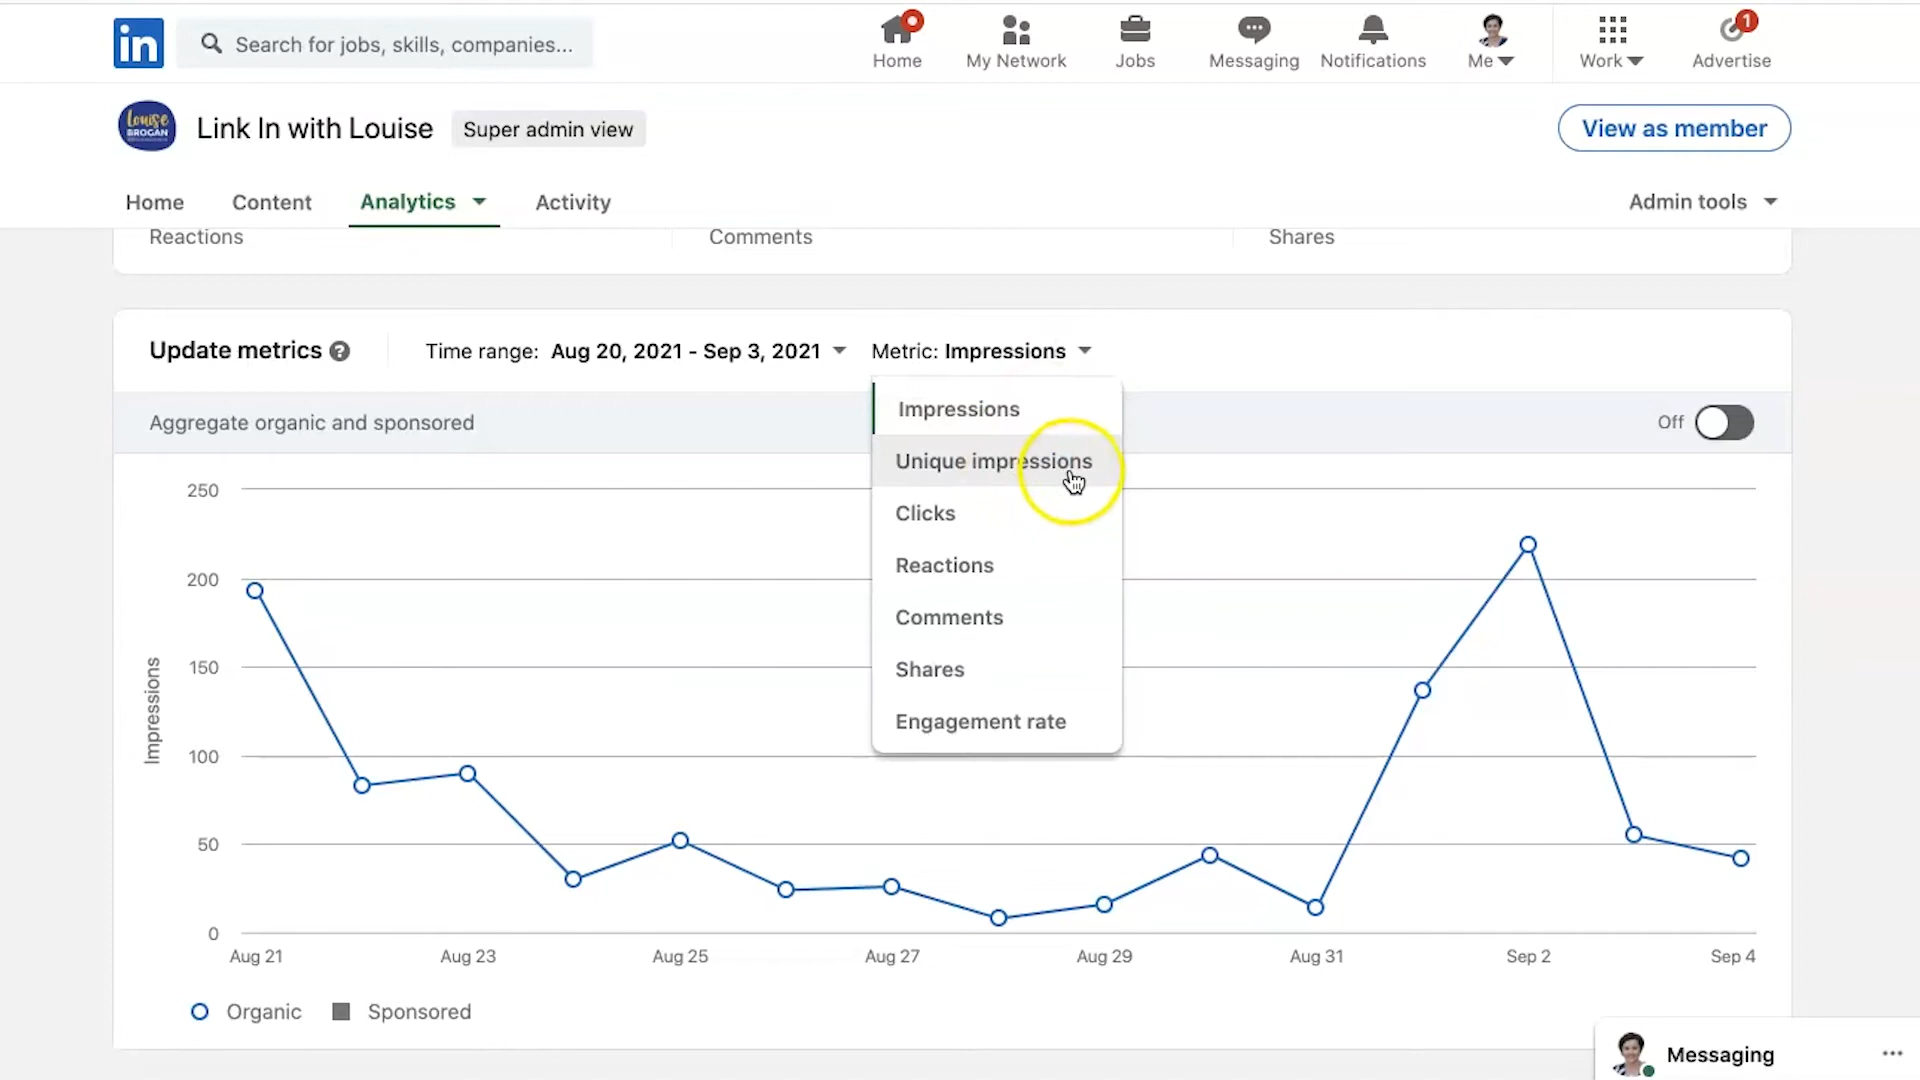 in
Search for jobs, skills, companies...
Home
My Network
Jobs
Messaging
Notifications
Me
Work
1
Advertise
Louise
BROGAN
Link In with Louise
Super admin view
View as member
Home
Content
Analytics
Activity
Admin tools
Reactions
Comments
Shares
Update metrics ?
Time range: Aug 20, 2021 - Sep 3, 2021
Metric: Impressions
Aggregate organic and sponsored
Off
Impressions
Unique impressions
Clicks
Reactions
Comments
Shares
Engagement rate
Impressions
250
200
150
100
50
0
Aug 21
Aug 23
Aug 25
Aug 27
Aug 29
Aug 31
Sep 2
Sep 4
Organic
Sponsored
Messaging